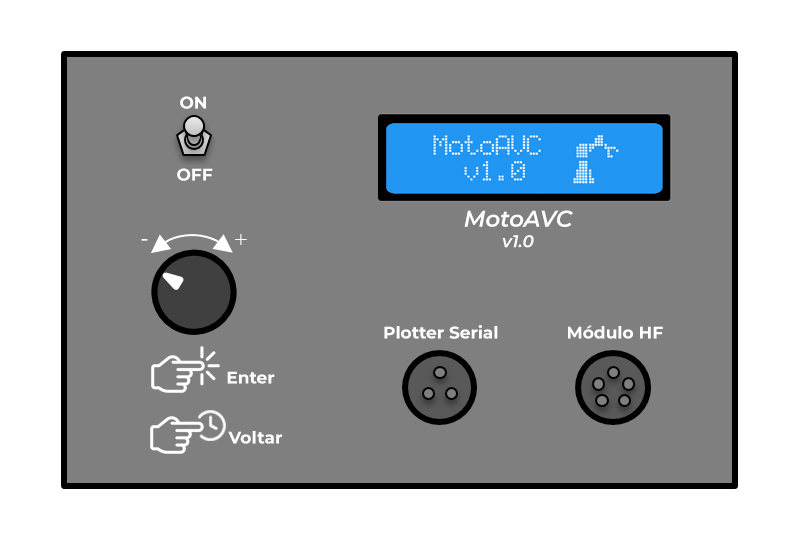 ON
OFF
MotoAVC
v1.0
MotoAVC
v1.0
- +
Plotter Serial
Módulo HF
Enter
Voltar